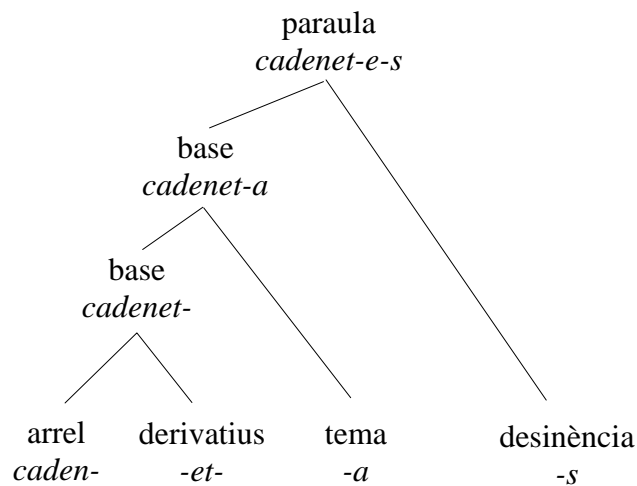 paraula
cadenet-e-s
base
cadenet-a
base
cadenet-
arrel derivatius tema desinència
caden- -et- -a -s